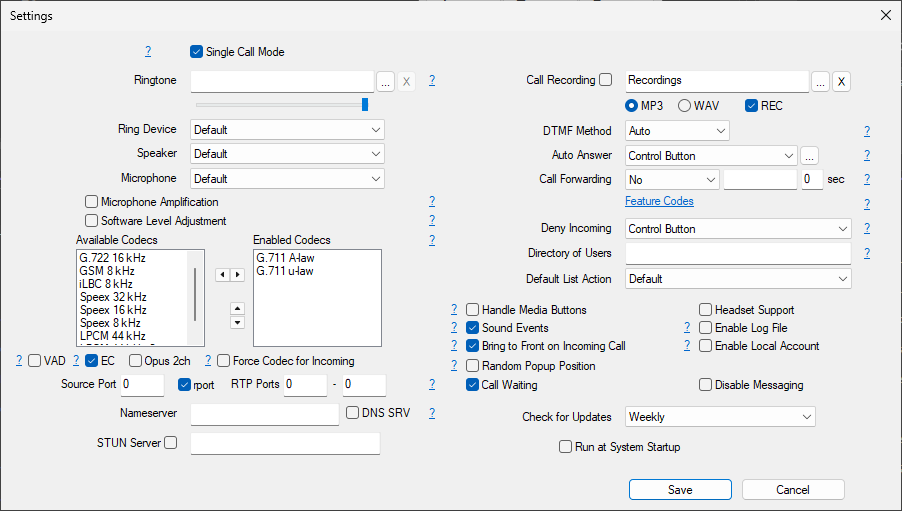 Settings
? Single Call Mode
Ringtone ... X ?
Ring Device Default
Speaker Default
Microphone Default
Microphone Amplification ?
Software Level Adjustment ?
Available Codecs Enabled Codecs ?
G.722 16 kHz
GSM 8 kHz
iLBC 8 kHz
Speex 32 kHz
Speex 16 kHz
Speex 8 kHz
LPCM 44 kHz
G.711 A-law
G.711 u-law
? VAD ? EC Opus 2ch ? Force Codec for Incoming
Source Port 0 rport RTP Ports 0 - 0 ?
Nameserver DNS SRV ?
STUN Server
Call Recording Recordings ... X
MP3 WAV REC
DTMF Method Auto ?
Auto Answer Control Button ... ?
Call Forwarding No 0 sec ?
Feature Codes ?
Deny Incoming Control Button ?
Directory of Users ?
Default List Action Default
? Handle Media Buttons Headset Support
? Sound Events ? Enable Log File
? Bring to Front on Incoming Call ? Enable Local Account
? Random Popup Position
? Call Waiting Disable Messaging
Check for Updates Weekly
Run at System Startup
Save Cancel